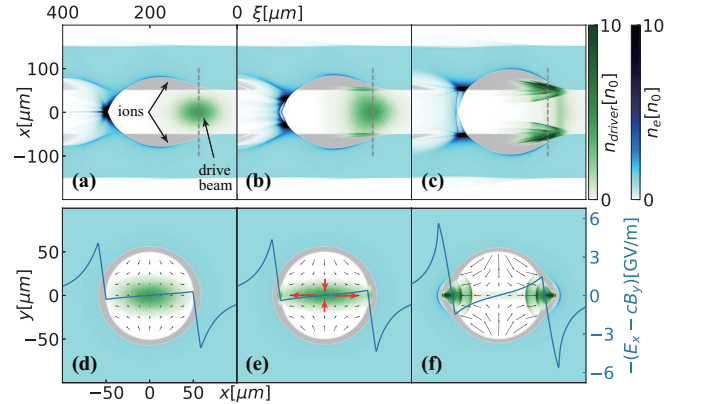 400 200 0 ξ[μm]
x[μm]
100
0
−100
ions
drive
beam
(a)
(b)
(c)
10
0
n_driver[n_0]
10
0
n_e[n_0]
y[μm]
50
0
−50
(d)
(e)
(f)
6
3
0
−3
−6
−(E_x − cB_y)[GV/m]
−50 0 50 x[μm]